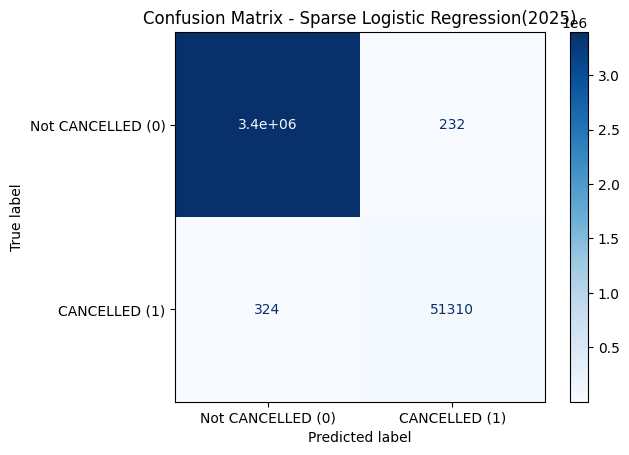 Confusion Matrix - Sparse Logistic Regression(2025)
1e6
Not CANCELLED (0)
3.4e+06
232
3.0
2.5
2.0
True label
1.5
CANCELLED (1)
324
51310
1.0
0.5
Not CANCELLED (0)
CANCELLED (1)
Predicted label